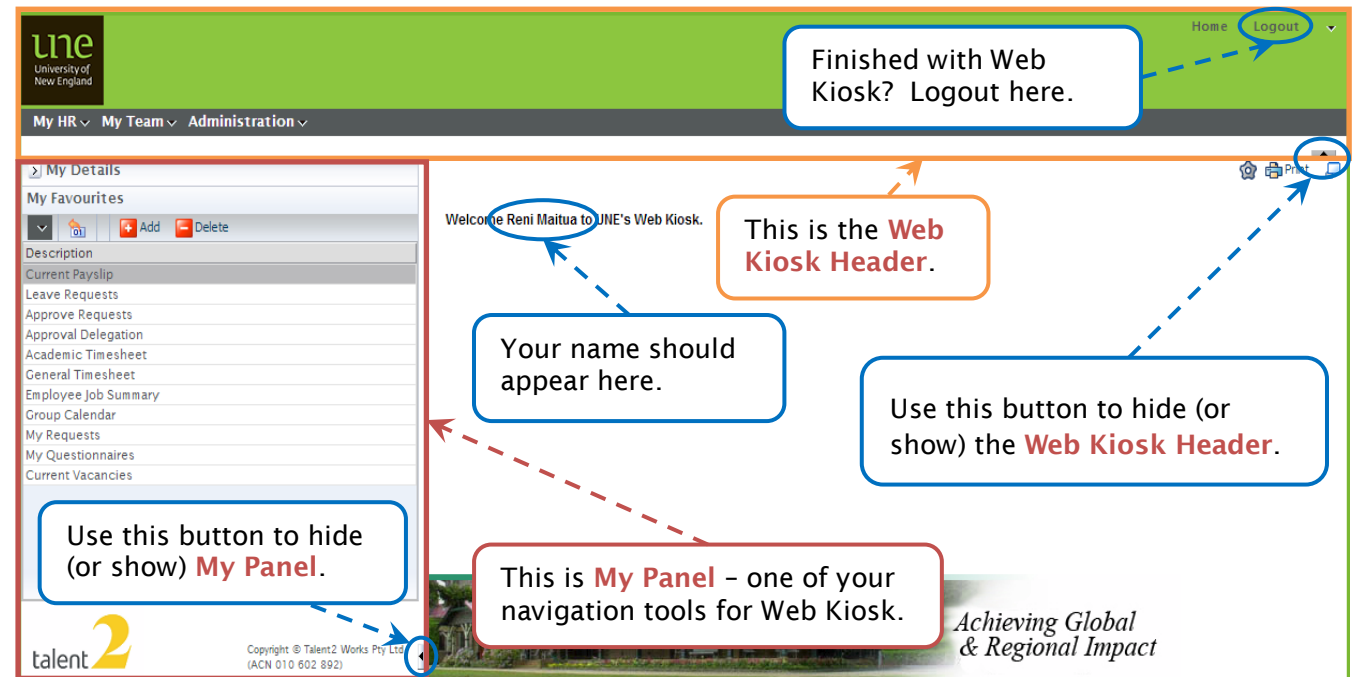 Home Logout
une
University of
New England
Finished with Web
Kiosk? Logout here.
My HR My Team Administration
My Details
Print
My Favourites
01 Add Delete
Welcome Reni Maitua to UNE's Web Kiosk.
This is the Web
Kiosk Header.
Description
Current Payslip
Leave Requests
Approve Requests
Approval Delegation
Academic Timesheet
General Timesheet
Employee Job Summary
Group Calendar
My Requests
My Questionnaires
Current Vacancies
Your name should
appear here.
Use this button to hide (or
show) the Web Kiosk Header.
Use this button to hide
(or show) My Panel.
This is My Panel – one of your
navigation tools for Web Kiosk.
talent2
Copyright © Talent2 Works Pty Ltd
(ACN 010 602 892)
Achieving Global
& Regional Impact